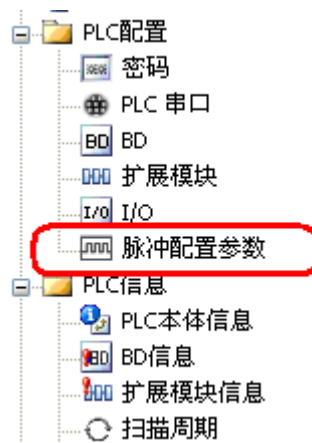 PLC配置
密码
PLC 串口
BD
BD
扩展模块
I/O
I/O
脉冲配置参数
PLC信息
PLC本体信息
BD
BD信息
扩展模块信息
扫描周期